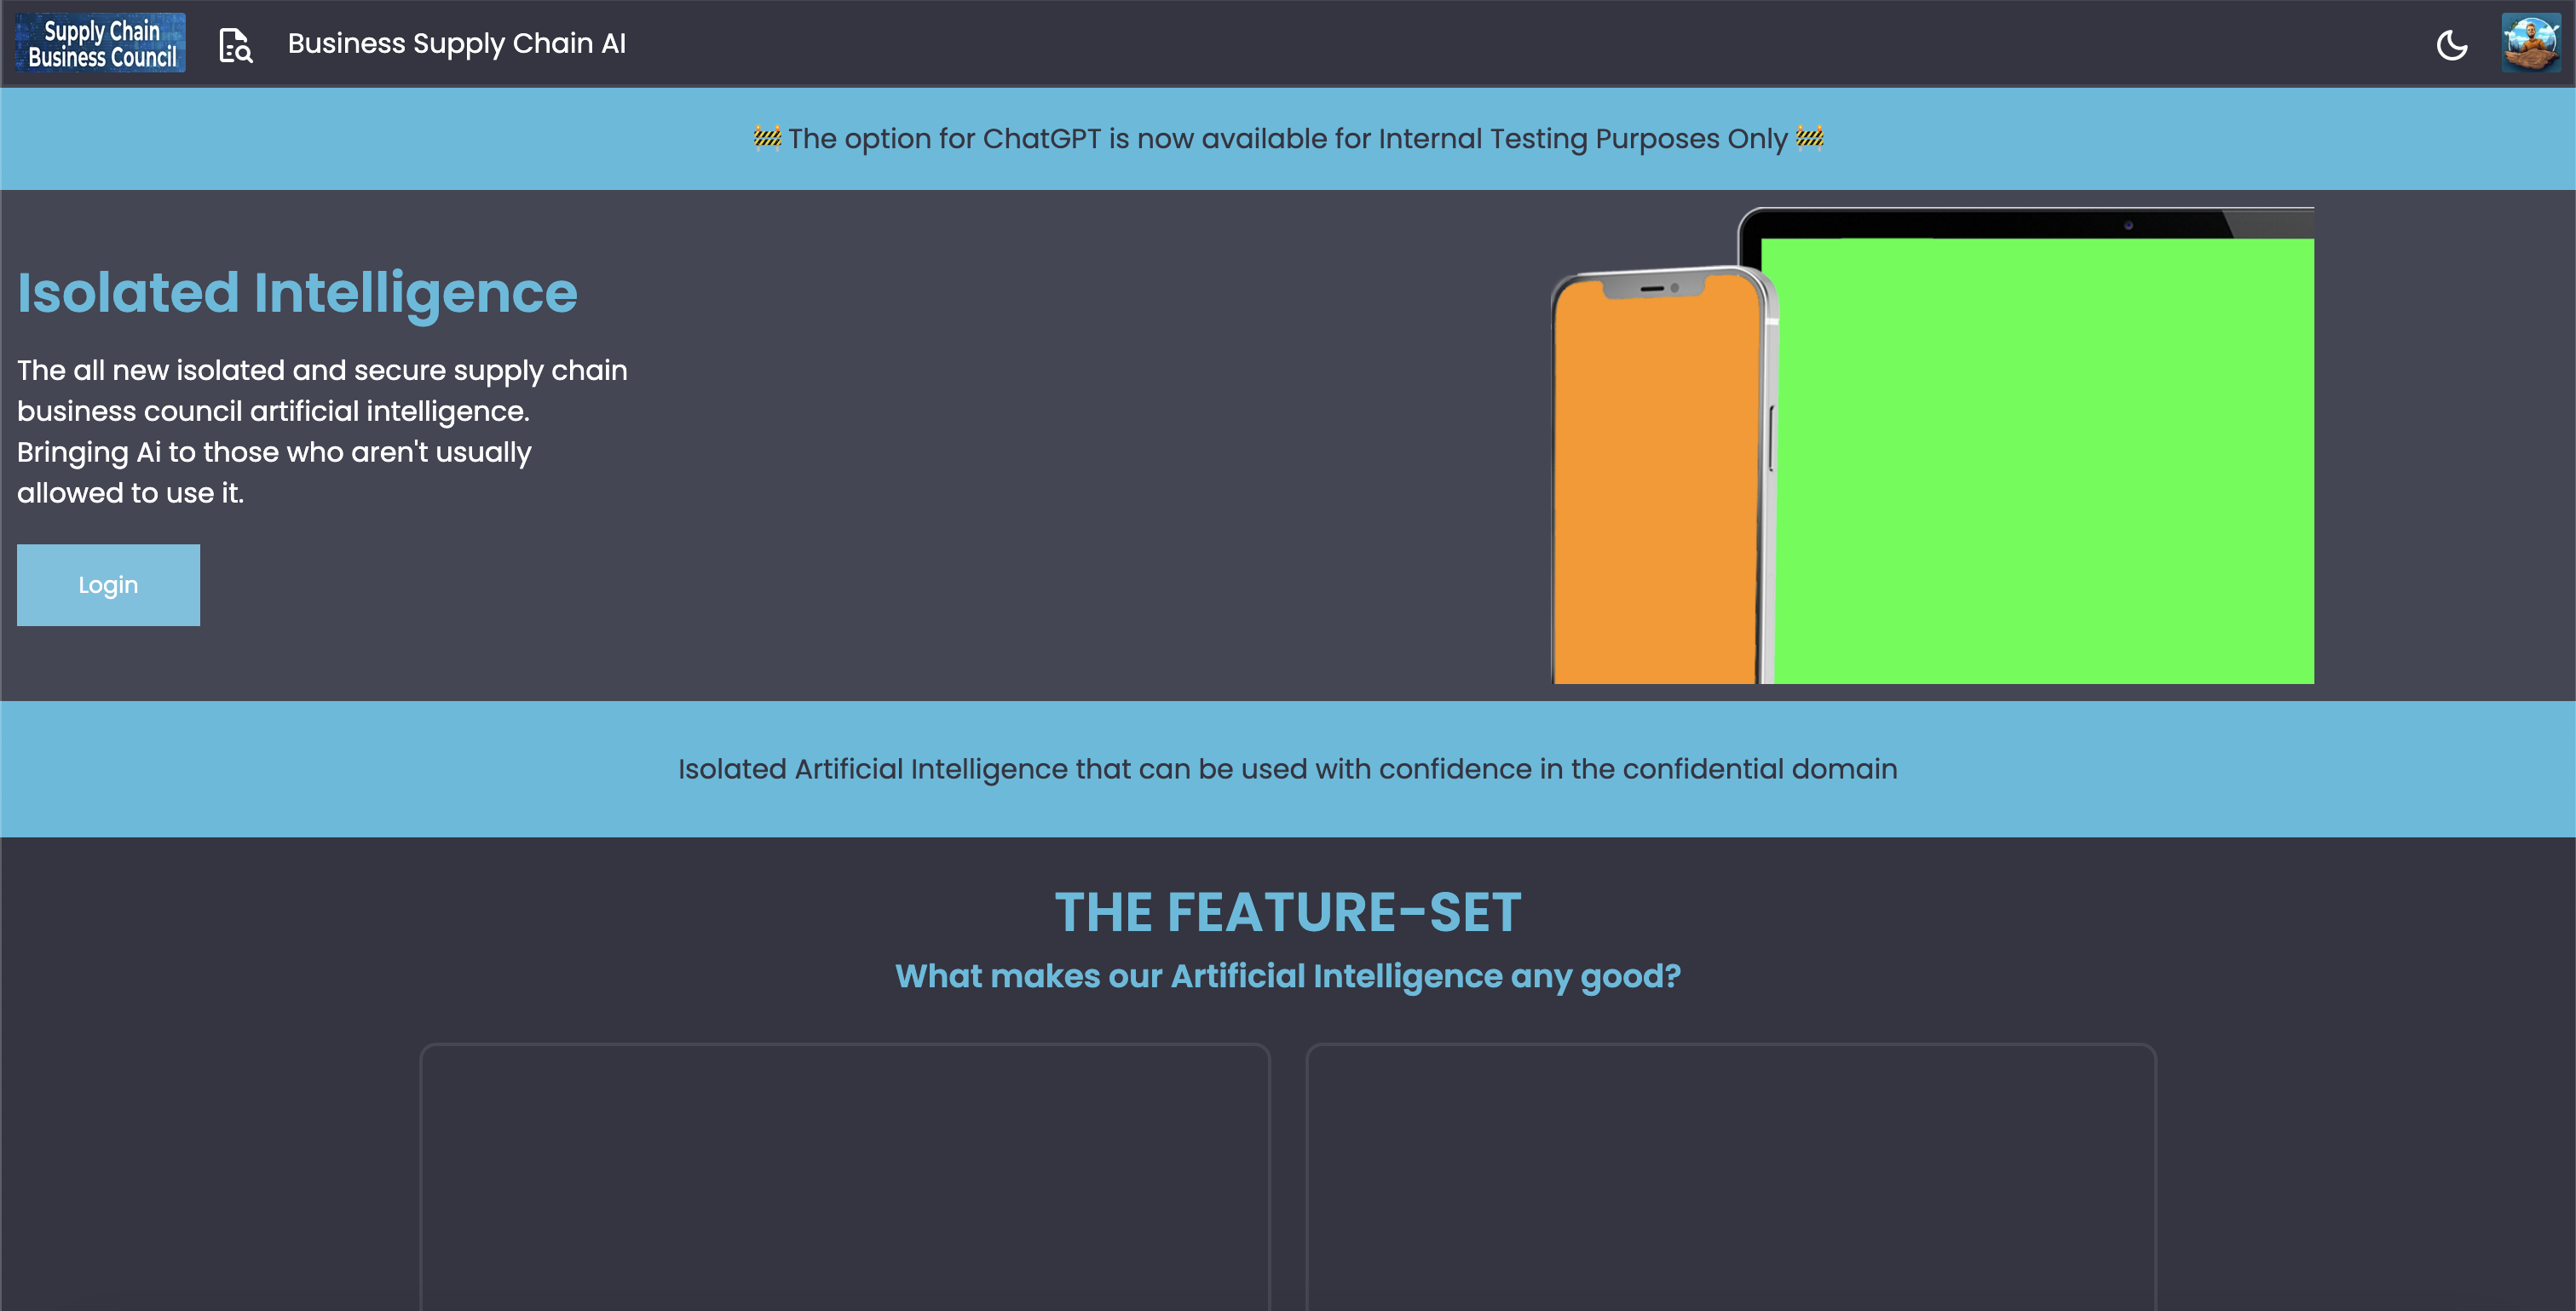 Supply Chain
Business Council
Business Supply Chain AI
🚧 The option for ChatGPT is now available for Internal Testing Purposes Only 🚧
Isolated Intelligence
The all new isolated and secure supply chain
business council artificial intelligence.
Bringing Ai to those who aren't usually
allowed to use it.
Login
Isolated Artificial Intelligence that can be used with confidence in the confidential domain
THE FEATURE-SET
What makes our Artificial Intelligence any good?